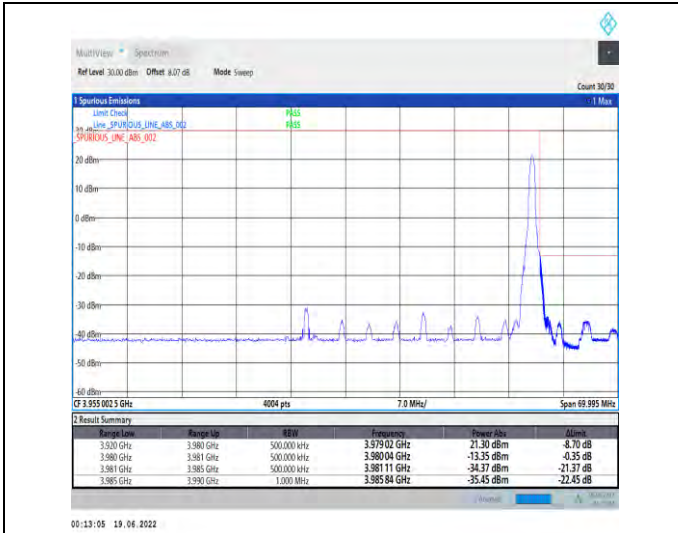 MultiView Spectrum
Ref Level 30.00 dBm Offset 8.07 dB Mode Sweep
Count 30/30
1 Spurious Emissions 1 Max
Limit Check PASS
Line _SPURIOUS_LINE_ABS_002 PASS
30 dBm
_SPURIOUS_LINE_ABS_002
20 dBm
10 dBm
0 dBm
-10 dBm
-20 dBm
-30 dBm
-40 dBm
-50 dBm
-60 dBm
CF 3.955 002 5 GHz 4004 pts 7.0 MHz/ Span 69.995 MHz
2 Result Summary
Range Low Range Up RBW Frequency Power Abs ΔLimit
3.920 GHz 3.980 GHz 500.000 kHz 3.979 02 GHz 21.30 dBm -8.70 dB
3.980 GHz 3.981 GHz 500.000 kHz 3.980 04 GHz -13.35 dBm -0.35 dB
3.981 GHz 3.985 GHz 500.000 kHz 3.981 11 GHz -34.37 dBm -21.37 dB
3.985 GHz 3.990 GHz 1.000 MHz 3.985 84 GHz -35.45 dBm -22.45 dB
00:13:05 19.06.2022